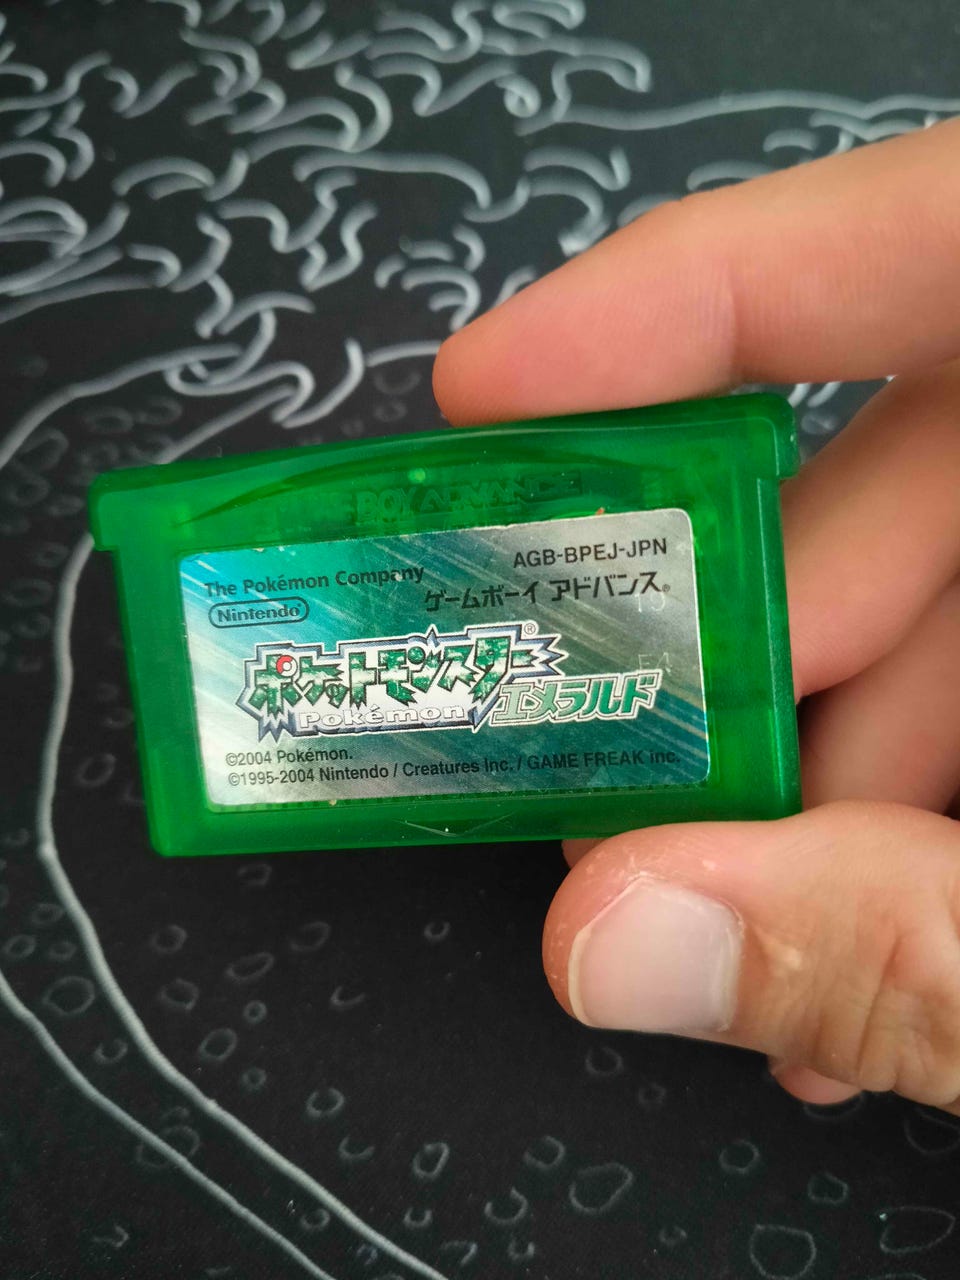 GAME BOY ADVANCE
AGB-BPEJ-JPN
The Pokémon Company
ゲームボーイ アドバンス®
Nintendo®
ポケットモンスター®
Pokémon エメラルド
©2004 Pokémon.
©1995-2004 Nintendo / Creatures Inc. / GAME FREAK inc.